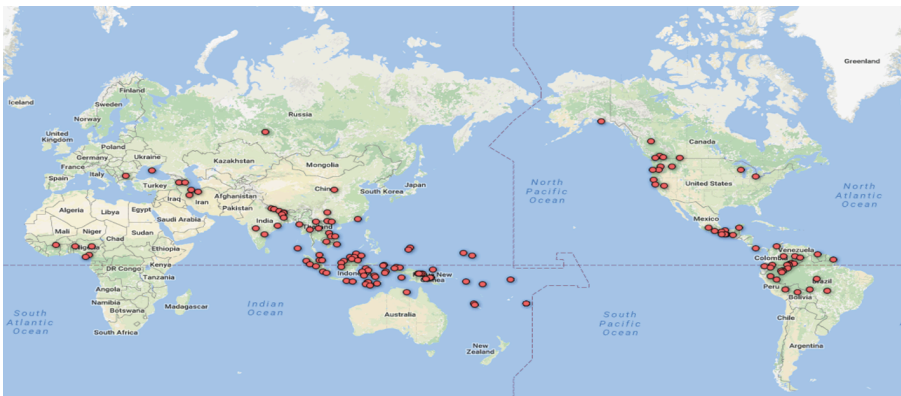 Greenland
Iceland
Finland
Sweden
Russia
Norway
Canada
United
Kingdom
Poland
Germany
Ukraine
Kazakhstan
Mongolia
France
Italy
North
Pacific
Ocean
United States
North
Atlantic
Ocean
Spain
Turkey
China
South Korea
Japan
Iraq
Iran
Afghanistan
Pakistan
Algeria
Libya
Egypt
Saudi Arabia
India
Thailand
Mexico
Mali
Niger
Chad
Sudan
Nigeria
Ethiopia
Venezuela
Colombia
DR Congo
Kenya
Tanzania
Indonesia
New
Guinea
Peru
Brazil
Bolivia
Angola
Namibia
Botswana
Madagascar
South Africa
Indian
Ocean
Australia
South
Pacific
Ocean
South
Atlantic
Ocean
Chile
New
Zealand
Argentina